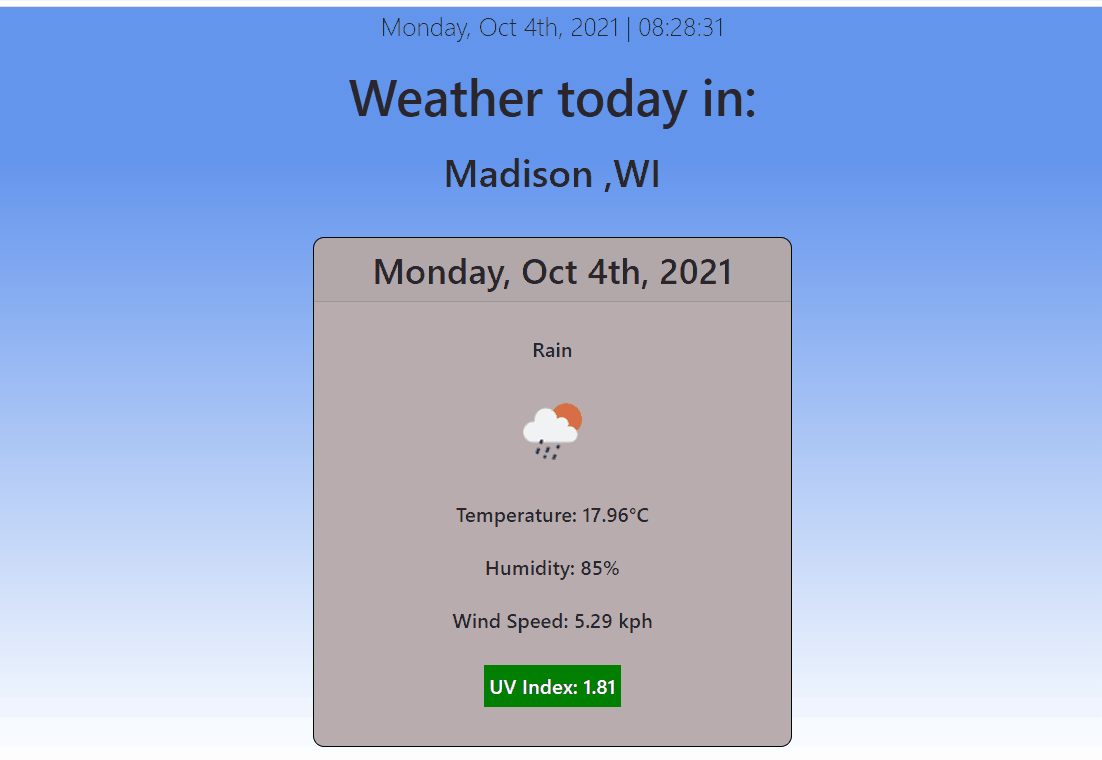 Monday, Oct 4th, 2021 | 08:28:31
Weather today in:
Madison ,WI
Monday, Oct 4th, 2021
Rain
Temperature: 17.96°C
Humidity: 85%
Wind Speed: 5.29 kph
UV Index: 1.81